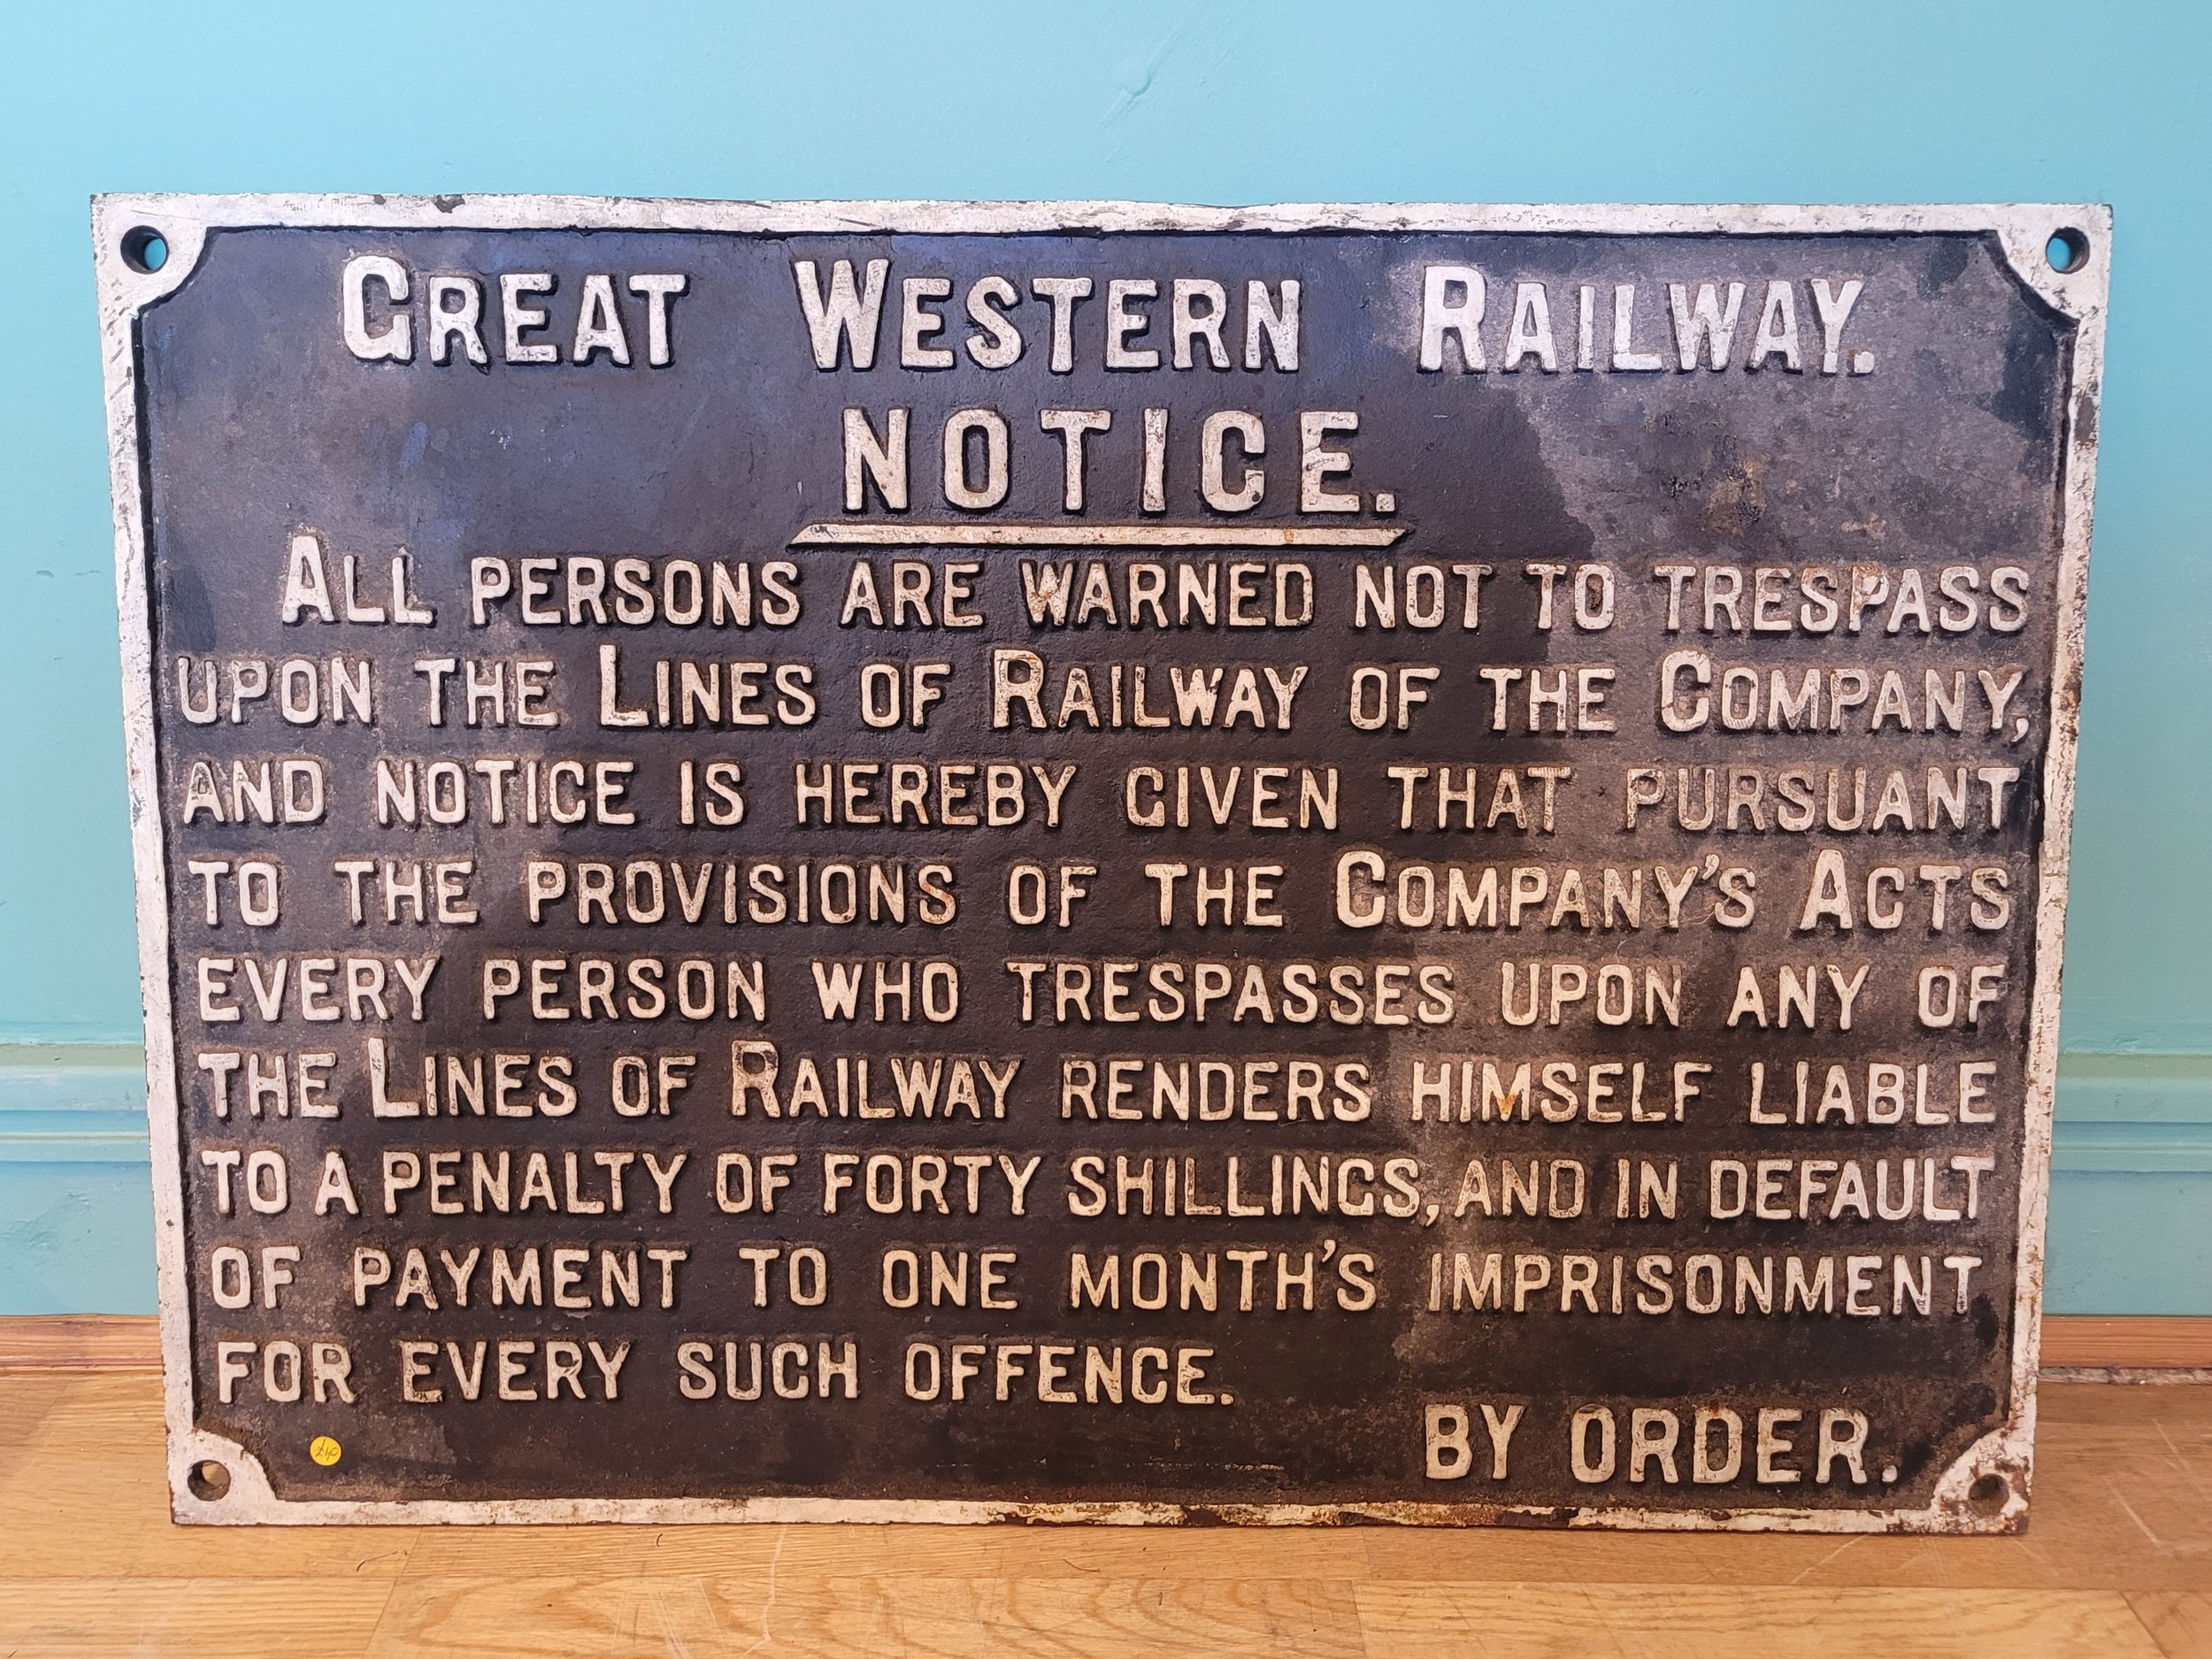 GREAT WESTERN RAILWAY.
NOTICE.
ALL PERSONS ARE WARNED NOT TO TRESPASS
UPON THE LINES OF RAILWAY OF THE COMPANY,
AND NOTICE IS HEREBY GIVEN THAT PURSUANT
TO THE PROVISIONS OF THE COMPANY'S ACTS
EVERY PERSON WHO TRESPASSES UPON ANY OF
THE LINES OF RAILWAY RENDERS HIMSELF LIABLE
TO A PENALTY OF FORTY SHILLINGS, AND IN DEFAULT
OF PAYMENT TO ONE MONTH'S IMPRISONMENT
FOR EVERY SUCH OFFENCE.
BY ORDER.